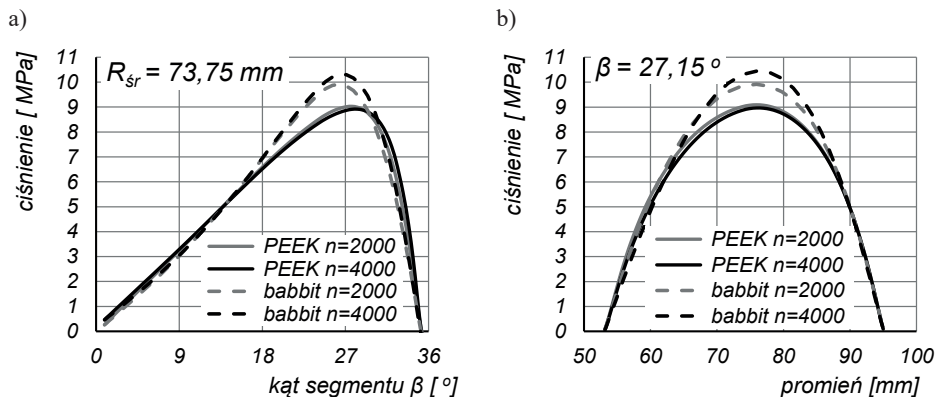 a)
ciśnienie [ MPa]
11
10
9
8
7
6
5
4
3
2
1
0
R śr = 73,75 mm
PEEK n=2000
PEEK n=4000
babbit n=2000
babbit n=4000
0 9 18 27 36
kąt segmentu β [ º]
b)
ciśnienie [ MPa]
11
10
9
8
7
6
5
4
3
2
1
0
β = 27,15 º
PEEK n=2000
PEEK n=4000
babbit n=2000
babbit n=4000
50 60 70 80 90 100
promień [mm]